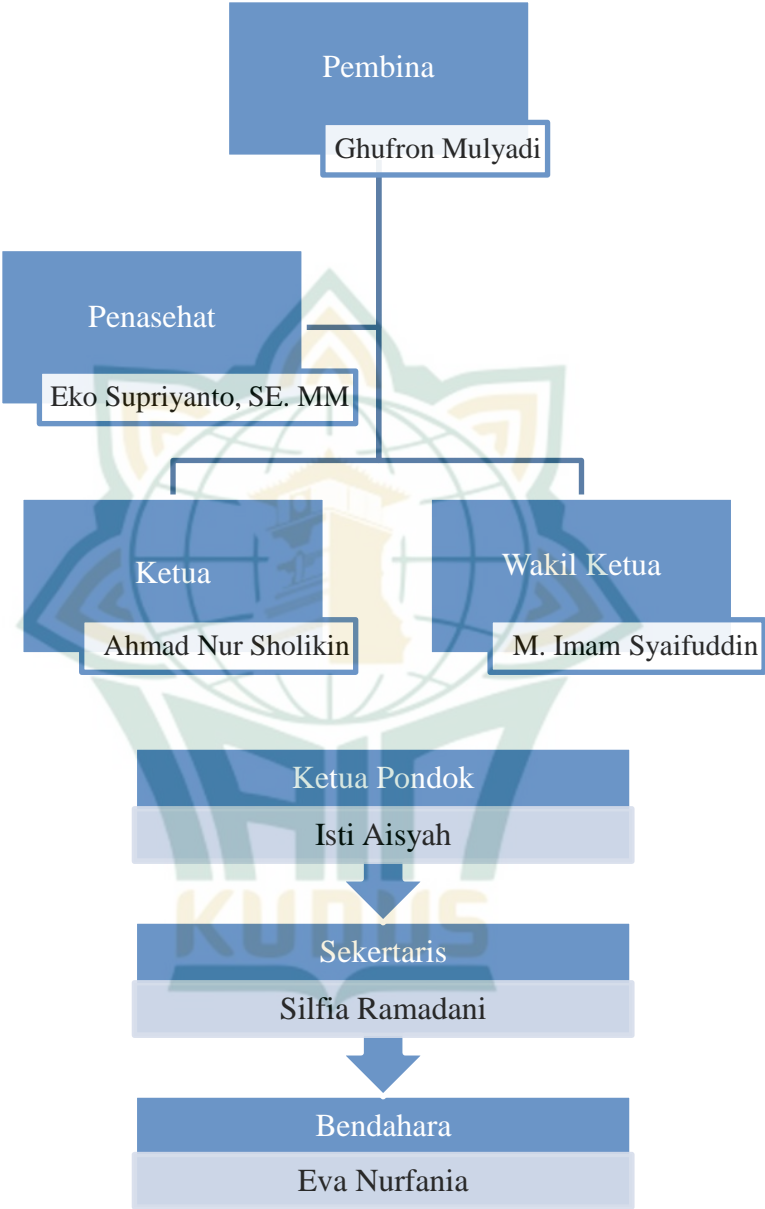 Pembina
Ghufron Mulyadi
Penasehat
Eko Supriyanto, SE. MM
Ketua
Ahmad Nur Sholikin
Wakil Ketua
M. Imam Syaifuddin
Ketua Pondok
Isti Aisyah
KUDUS
Sekertaris
Silfia Ramadani
Bendahara
Eva Nurfania